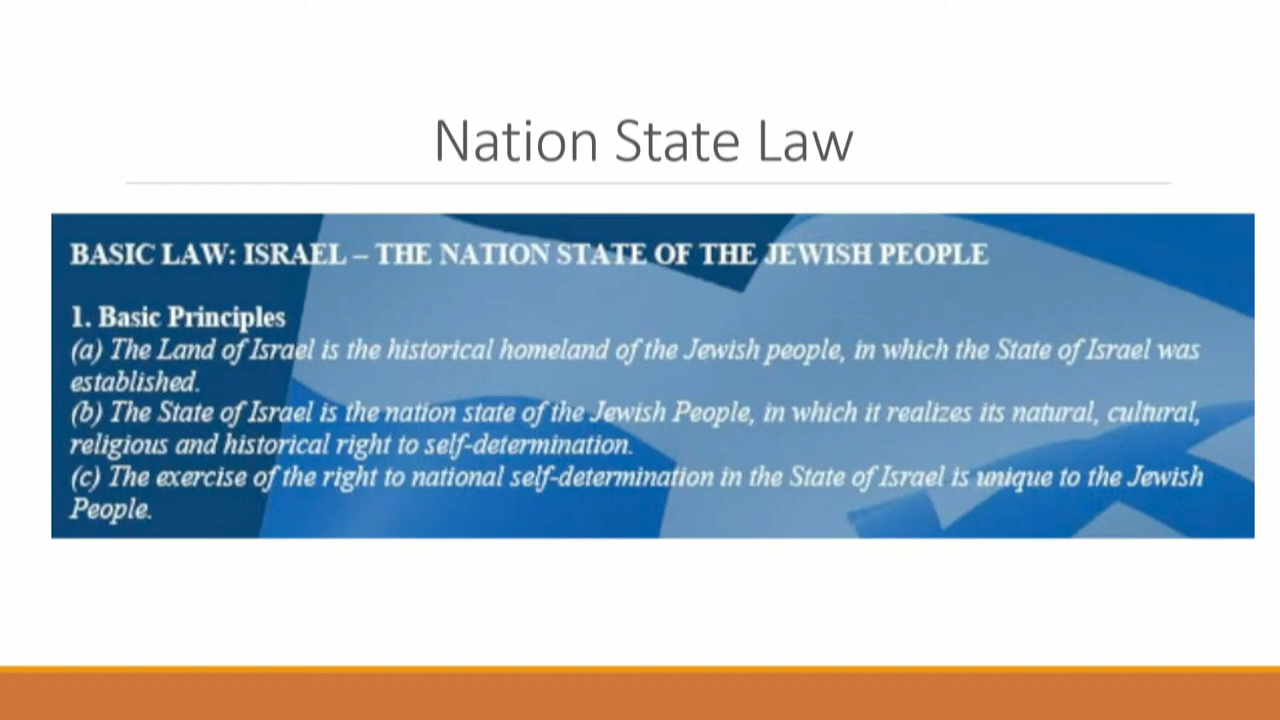 Nation State Law
BASIC LAW: ISRAEL – THE NATION STATE OF THE JEWISH PEOPLE
1. Basic Principles
(a) The Land of Israel is the historical homeland of the Jewish people, in which the State of Israel was
established.
(b) The State of Israel is the nation state of the Jewish People, in which it realizes its natural, cultural,
religious and historical right to self-determination.
(c) The exercise of the right to national self-determination in the State of Israel is unique to the Jewish
People.